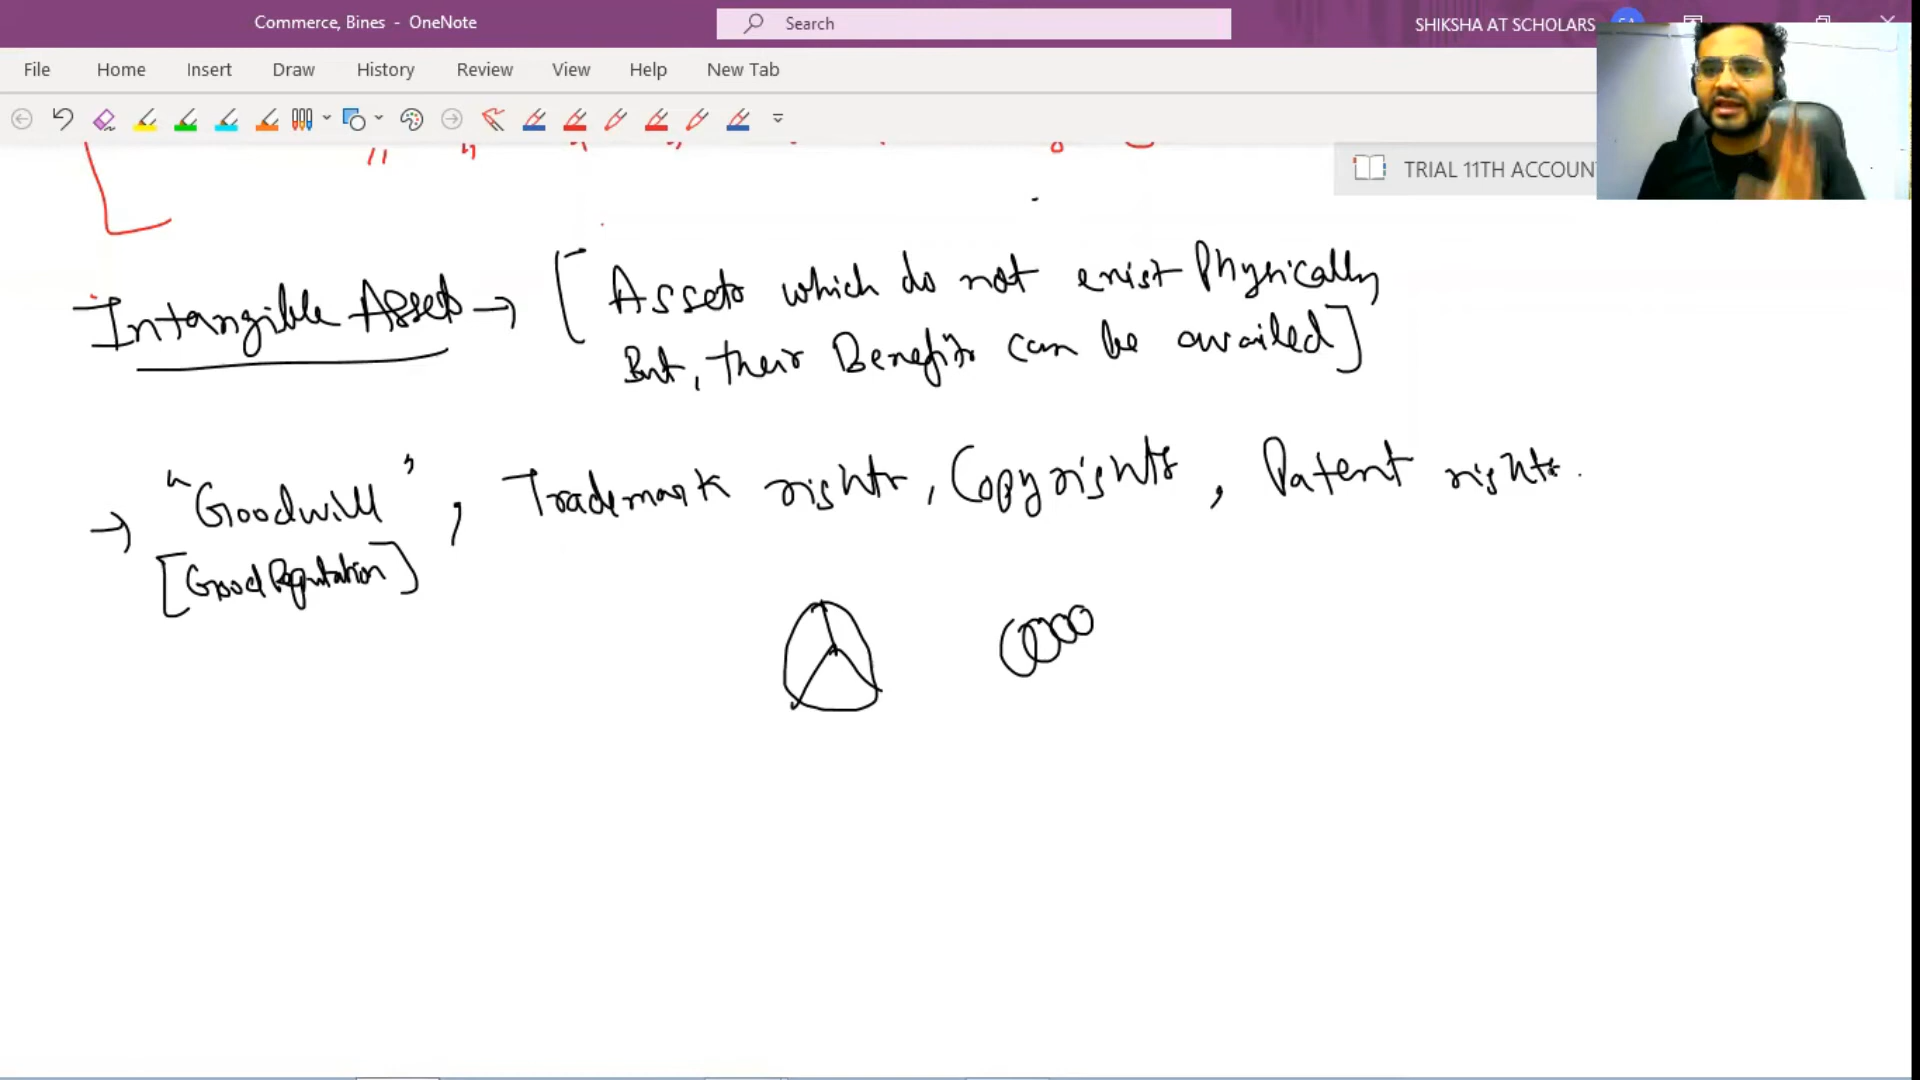 Commerce, Bines - OneNote
Search
SHIKSHA AT SCHOLARS
File Home Insert Draw History Review View Help New Tab
TRIAL 11TH ACCOUN
Intangible Assets → [Assets which do not exist Physically
But, their Benefits can be availed]
→ "Goodwill", Trademark rights, Copyrights, Patent rights.
[Good Reputation]